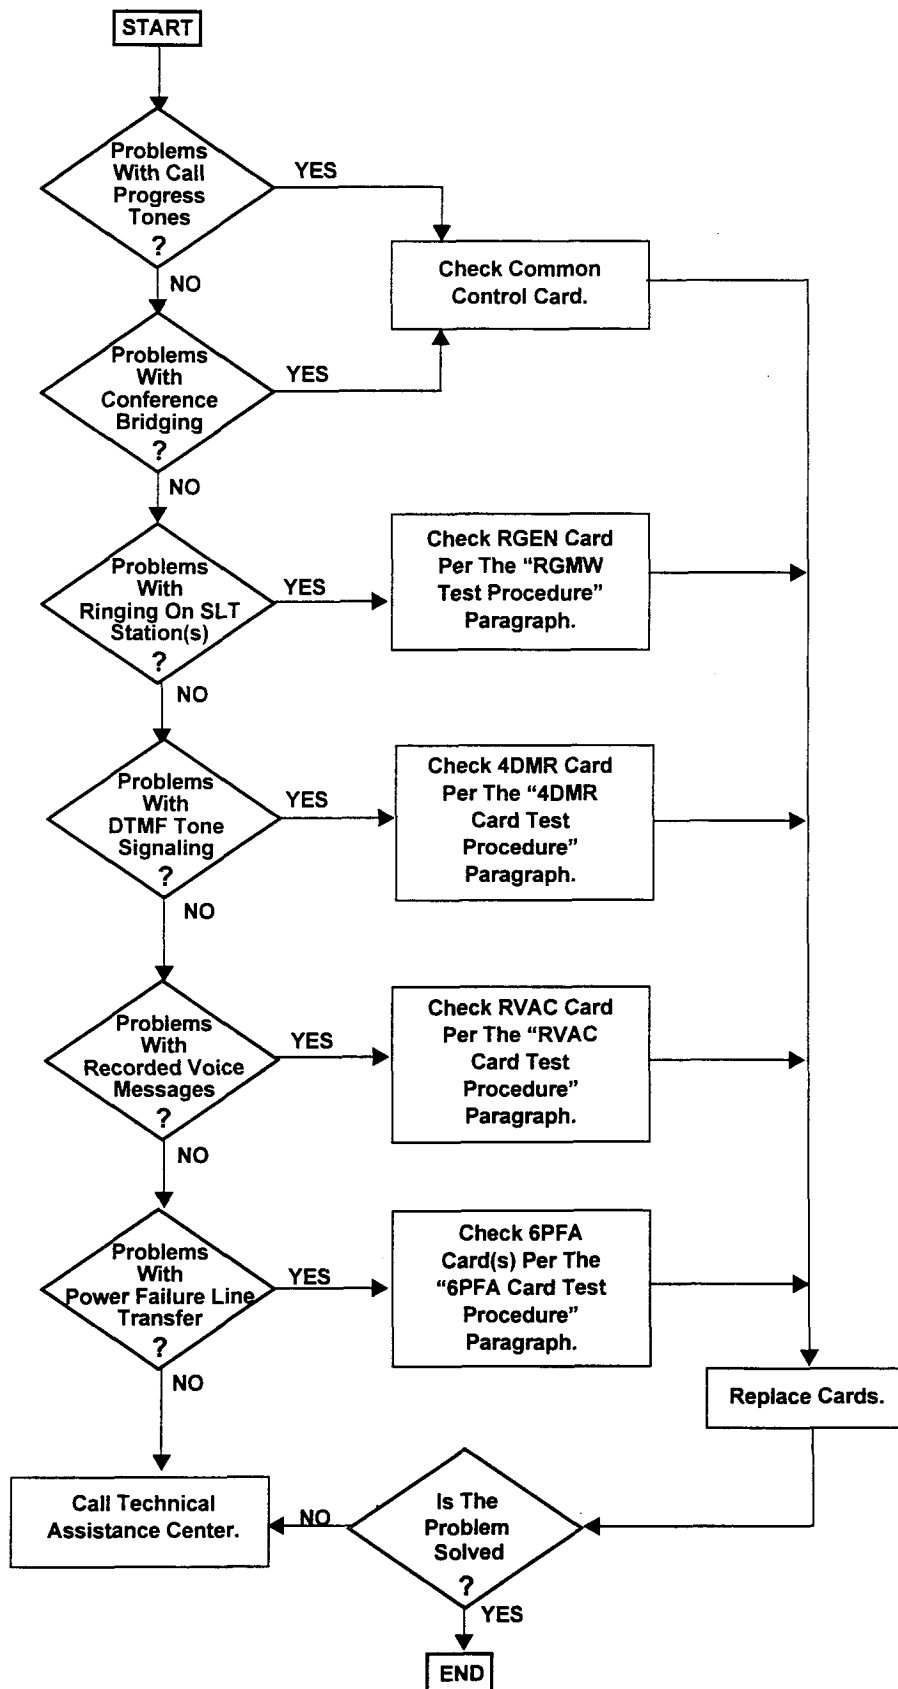 START
Problems
With Call
Progress
Tones
?
YES
NO
Check Common
Control Card.
Problems
With
Conference
Bridging
?
YES
NO
Problems
With
Ringing On SLT
Station(s)
?
YES
NO
Check RGEN Card
Per The “RGMW
Test Procedure”
Paragraph.
Problems
With
DTMF Tone
Signaling
?
YES
NO
Check 4DMR Card
Per The “4DMR
Card Test
Procedure”
Paragraph.
Problems
With
Recorded Voice
Messages
?
YES
NO
Check RVAC Card
Per The “RVAC
Card Test
Procedure”
Paragraph.
Problems
With
Power Failure Line
Transfer
?
YES
NO
Check 6PFA
Card(s) Per The
“6PFA Card Test
Procedure”
Paragraph.
Replace Cards.
Call Technical
Assistance Center.
NO
Is The
Problem
Solved
?
YES
END